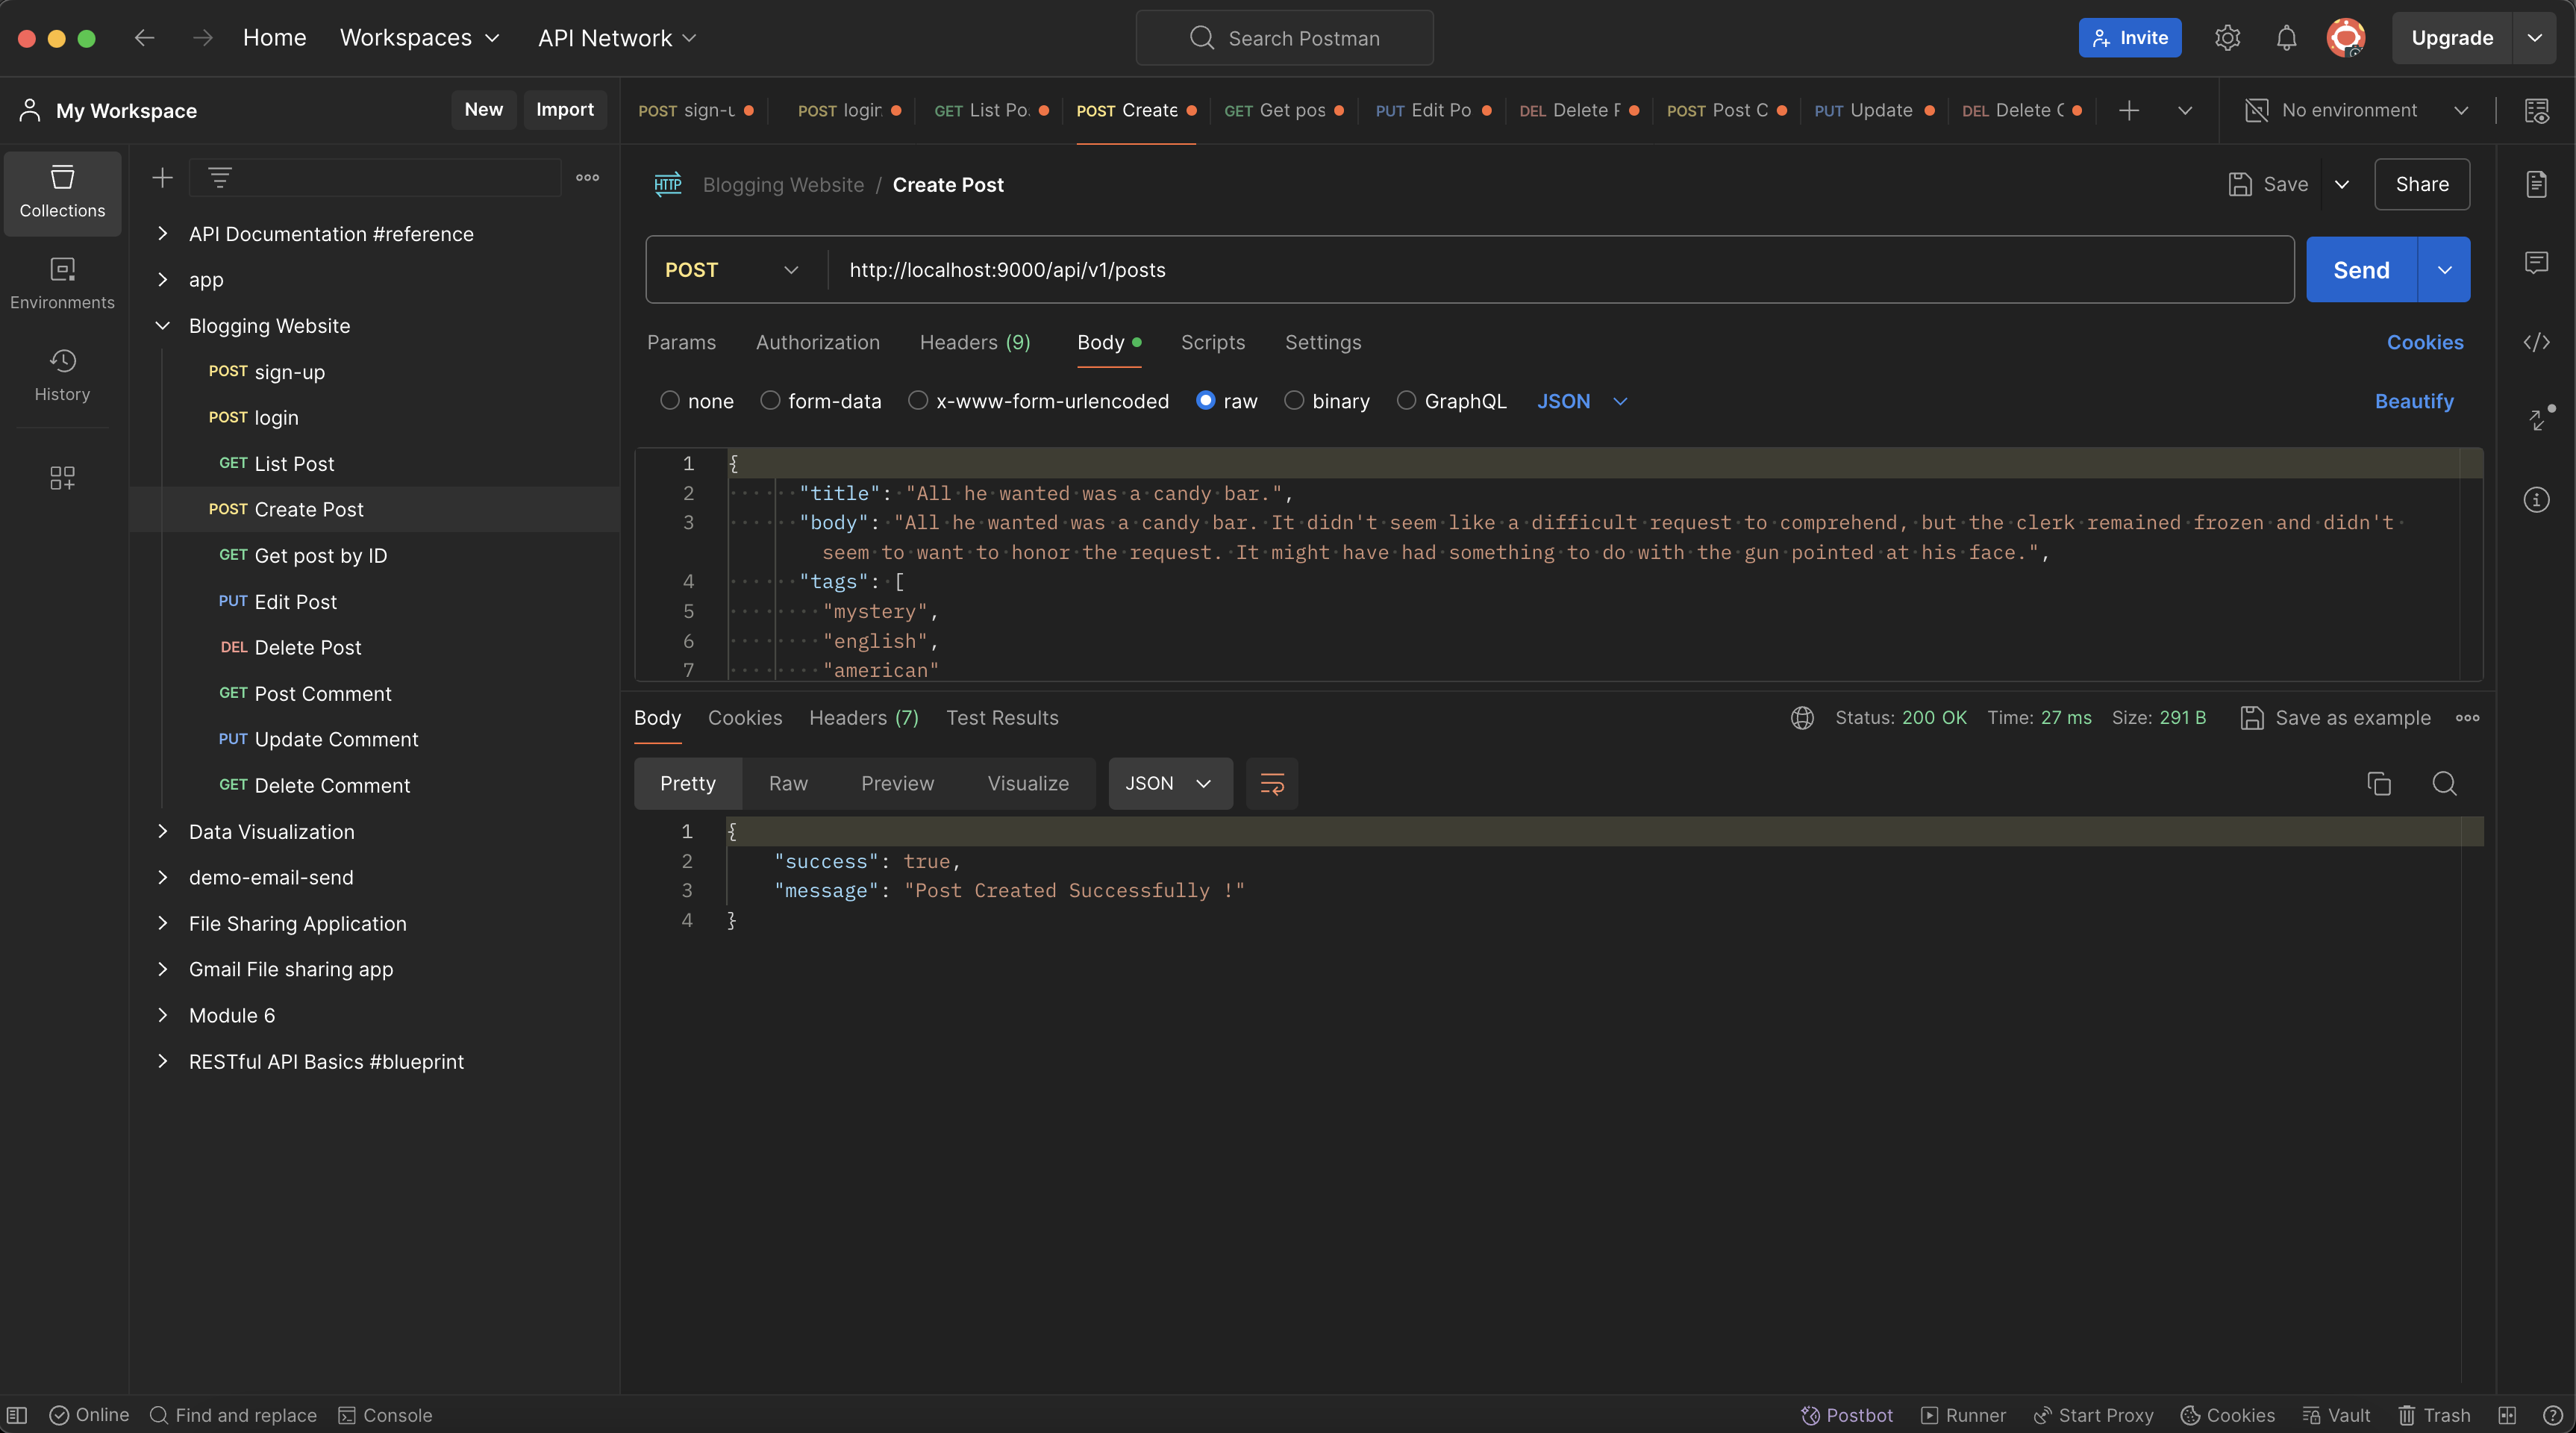 Home Workspaces API Network Search Postman Invite Upgrade
My Workspace New Import POST sign-u POST login GET List Po. POST Create GET Get pos PUT Edit Po DEL Delete P POST Post C PUT Update DEL Delete C No environment
Collections
Environments
History
API Documentation #reference
app
Blogging Website
POST sign-up
POST login
GET List Post
POST Create Post
GET Get post by ID
PUT Edit Post
DEL Delete Post
GET Post Comment
PUT Update Comment
GET Delete Comment
Data Visualization
demo-email-send
File Sharing Application
Gmail File sharing app
Module 6
RESTful API Basics #blueprint
HTTP Blogging Website / Create Post Save Share
POST http://localhost:9000/api/v1/posts Send
Params Authorization Headers (9) Body Scripts Settings Cookies
none form-data x-www-form-urlencoded raw binary GraphQL JSON Beautify
1 {
2 "title": "All he wanted was a candy bar.",
3 "body": "All he wanted was a candy bar. It didn't seem like a difficult request to comprehend, but the clerk remained frozen and didn't
seem to want to honor the request. It might have had something to do with the gun pointed at his face.",
4 "tags": [
5 "mystery",
6 "english",
7 "american"
Body Cookies Headers (7) Test Results Status: 200 OK Time: 27 ms Size: 291 B Save as example
Pretty Raw Preview Visualize JSON
1 {
2 "success": true,
3 "message": "Post Created Successfully !"
4 }
Online Find and replace Console Postbot Runner Start Proxy Cookies Vault Trash